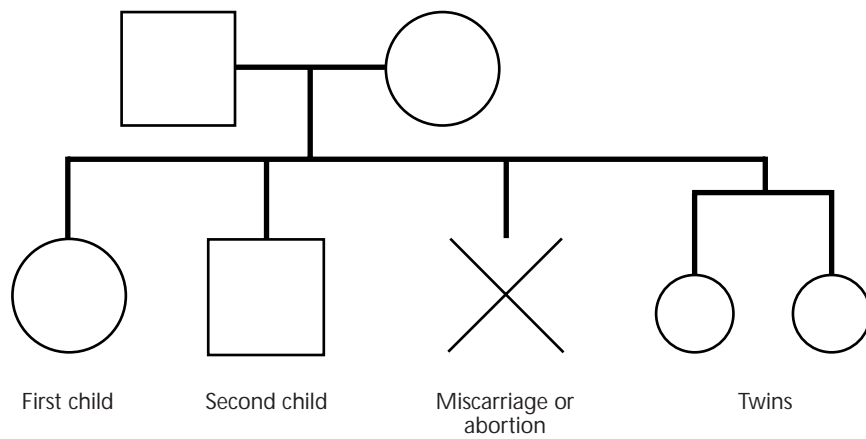 First child
Second child
Miscarriage or
abortion
Twins